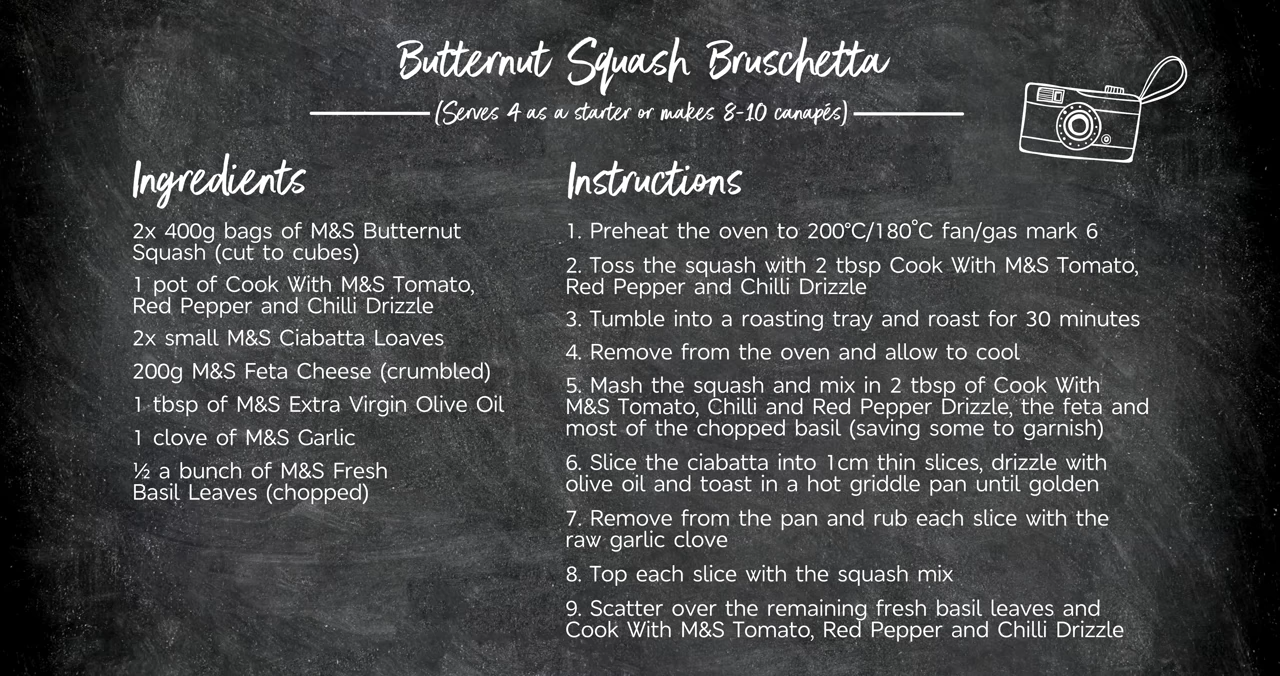 Butternut Squash Bruschetta
(Serves 4 as a starter or makes 8-10 canapés)
Ingredients
2x 400g bags of M&S Butternut
Squash (cut to cubes)
1 pot of Cook With M&S Tomato,
Red Pepper and Chilli Drizzle
2x small M&S Ciabatta Loaves
200g M&S Feta Cheese (crumbled)
1 tbsp of M&S Extra Virgin Olive Oil
1 clove of M&S Garlic
½ a bunch of M&S Fresh
Basil Leaves (chopped)
Instructions
1. Preheat the oven to 200°C/180°C fan/gas mark 6
2. Toss the squash with 2 tbsp Cook With M&S Tomato,
Red Pepper and Chilli Drizzle
3. Tumble into a roasting tray and roast for 30 minutes
4. Remove from the oven and allow to cool
5. Mash the squash and mix in 2 tbsp of Cook With
M&S Tomato, Chilli and Red Pepper Drizzle, the feta and
most of the chopped basil (saving some to garnish)
6. Slice the ciabatta into 1cm thin slices, drizzle with
olive oil and toast in a hot griddle pan until golden
7. Remove from the pan and rub each slice with the
raw garlic clove
8. Top each slice with the squash mix
9. Scatter over the remaining fresh basil leaves and
Cook With M&S Tomato, Red Pepper and Chilli Drizzle